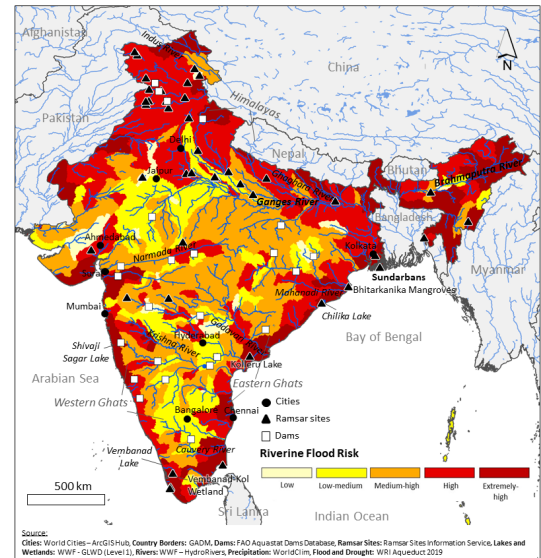 Afghanistan
Indus River
China
N
Pakistan
Himalayas
Delhi
Nepal
Jaipur
Ghaghara River
Bhutan
Brahmaputra River
Ganges River
Bangladesh
Ahmedabad
Narmada River
Kolkata
Myanmar
Surat
Sundarbans
Mahanadi River
Bhitarkanika Mangroves
Mumbai
Chilika Lake
Godavari River
Shivaji
Sagar Lake
Krishna River
Hyderabad
Bay of Bengal
Kolleru Lake
Arabian Sea
Eastern Ghats
Western Ghats
Cities
Bangalore
Chennai
Ramsar sites
Dams
Cauvery River
Riverine Flood Risk
Vembanad
Lake
Vembanad-Kol
Wetland
Low
Low-medium
Medium-high
High
Extremely-
high
500 km
Sri Lanka
Indian Ocean
Source:
Cities: World Cities – ArcGIS Hub, Country Borders: GADM, Dams: FAO Aquastat Dams Database, Ramsar Sites: Ramsar Sites Information Service, Lakes and
Wetlands: WWF - GLWD (Level 1), Rivers: WWF – HydroRivers, Precipitation: WorldClim, Flood and Drought: WRI Aqueduct 2019